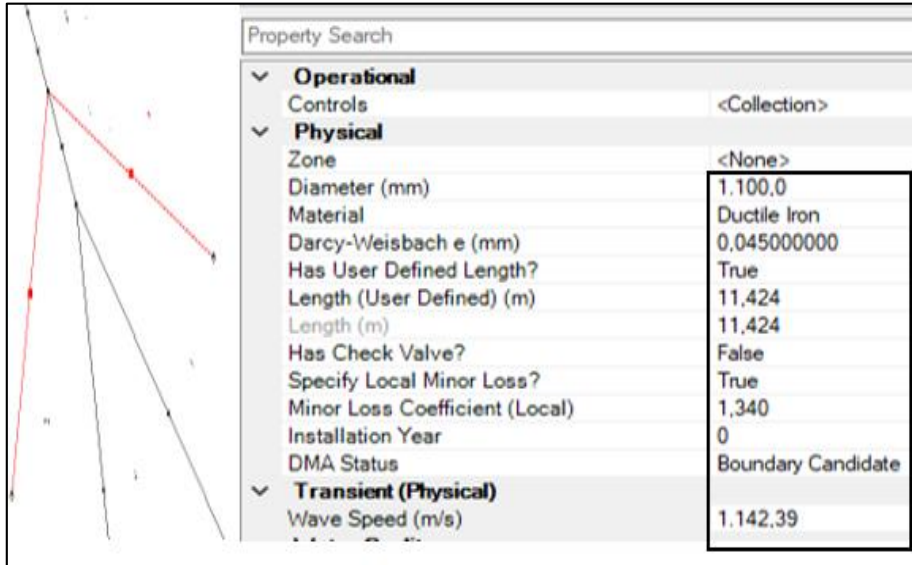 Property Search
Operational
Controls <Collection>
Physical
Zone <None>
Diameter (mm) 1.100,0
Material Ductile Iron
Darcy-Weisbach e (mm) 0,045000000
Has User Defined Length? True
Length (User Defined) (m) 11,424
Length (m) 11,424
Has Check Valve? False
Specify Local Minor Loss? True
Minor Loss Coefficient (Local) 1,340
Installation Year 0
DMA Status Boundary Candidate
Transient (Physical)
Wave Speed (m/s) 1.142,39